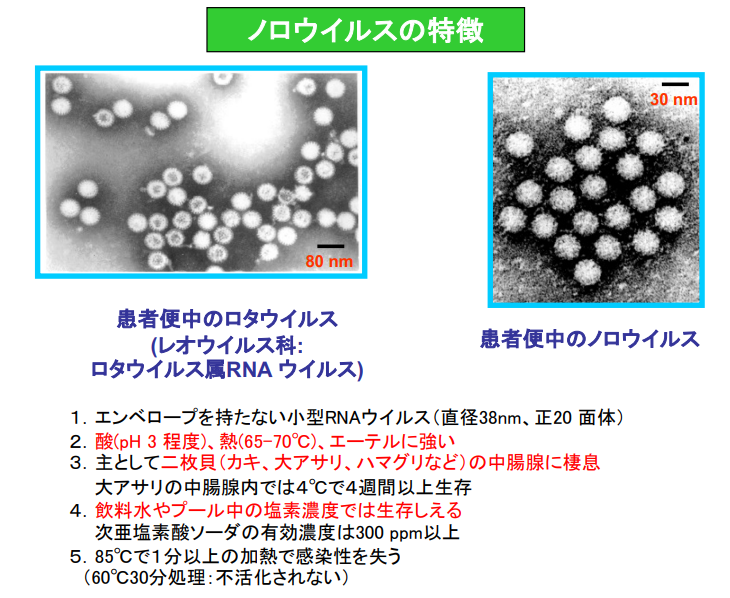 ノロウイルスの特徴
80 nm
30 nm
患者便中のロタウイルス
(レオウイルス科:
ロタウイルス属RNA ウイルス)
患者便中のノロウイルス
1. エンベロープを持たない小型RNAウイルス(直径38nm、正20 面体)
2. 酸(pH 3 程度)、熱(65-70℃)、エーテルに強い
3. 主として二枚貝(カキ、大アサリ、ハマグリなど)の中腸腺に棲息
大アサリの中腸腺内では4℃で4週間以上生存
4. 飲料水やプール中の塩素濃度では生存しえる
次亜塩素酸ソーダの有効濃度は300 ppm以上
5. 85℃で1分以上の加熱で感染性を失う
(60℃30分処理:不活化されない)